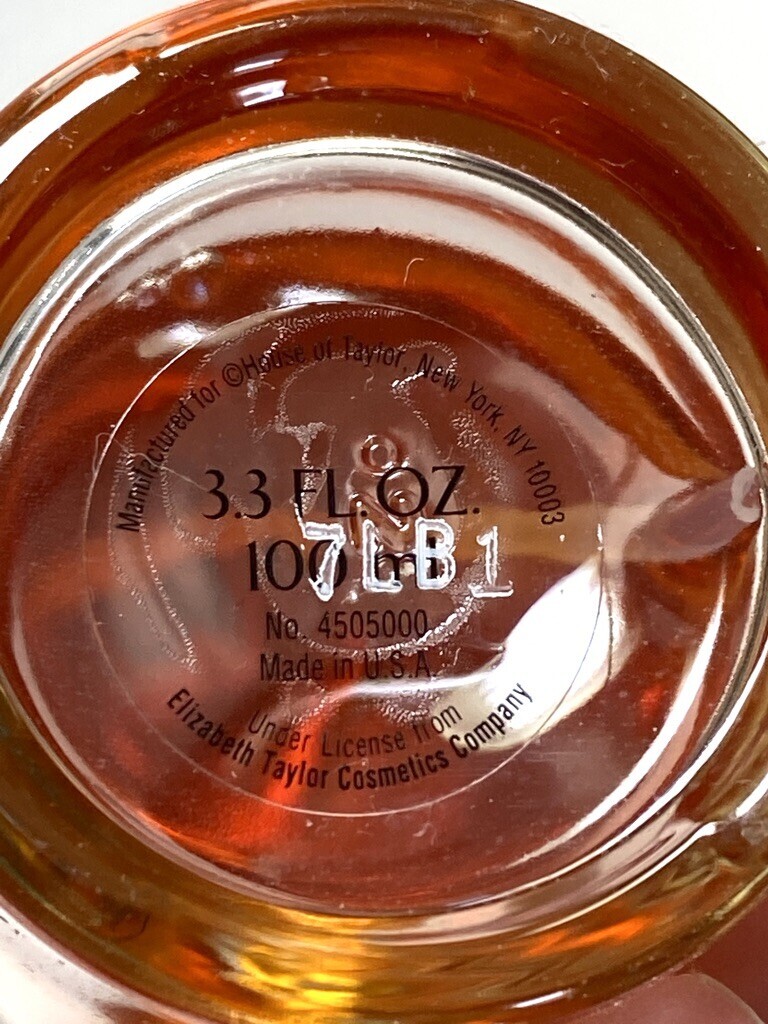 Manufactured for ©House of Taylor, New York, NY 10003
3.3 FL. OZ.
100 ml
7LB1
No. 4505000
Made in U.S.A.
Under License from
Elizabeth Taylor Cosmetics Company